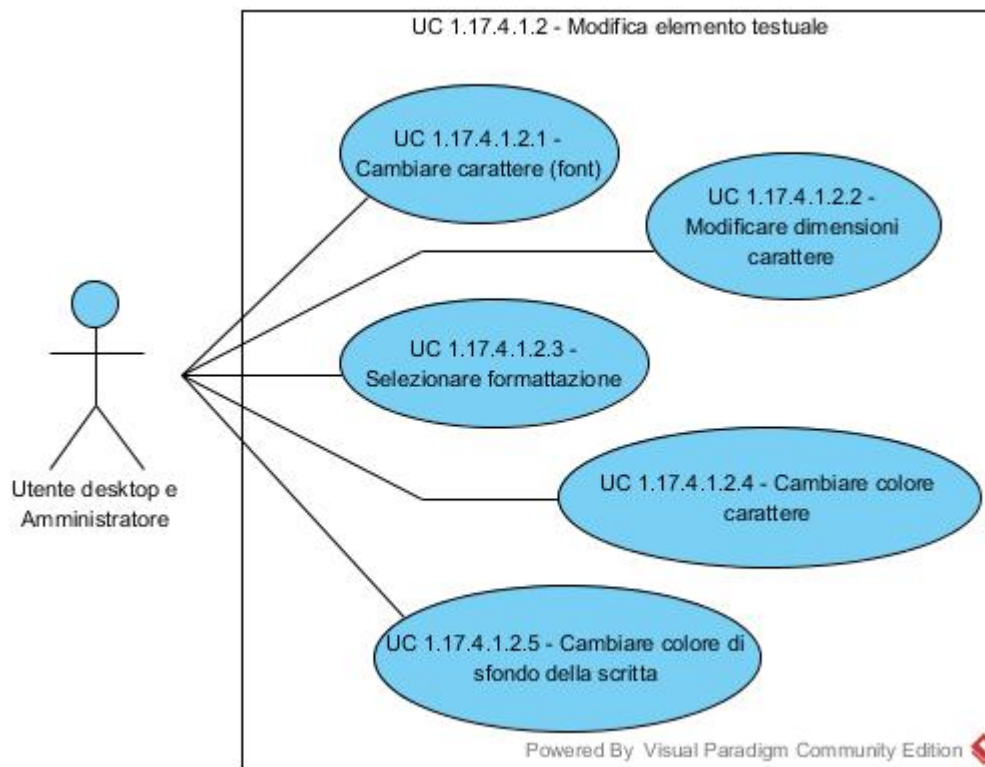 UC 1.17.4.1.2 - Modifica elemento testuale
UC 1.17.4.1.2.1 -
Cambiare carattere (font)
UC 1.17.4.1.2.2 -
Modificare dimensioni
carattere
UC 1.17.4.1.2.3 -
Selezionare formattazione
Utente desktop e
Amministratore
UC 1.17.4.1.2.4 - Cambiare colore
carattere
UC 1.17.4.1.2.5 - Cambiare colore di
sfondo della scritta
Powered By Visual Paradigm Community Edition